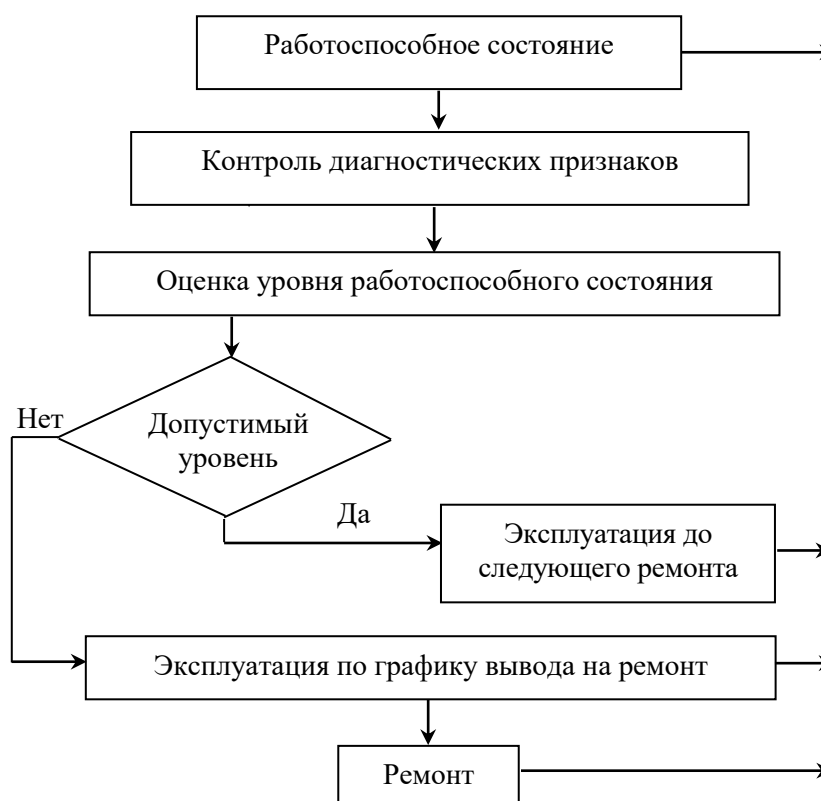 Работоспособное состояние
Контроль диагностических признаков
Оценка уровня работоспособного состояния
Нет
Допустимый
уровень
Да
Эксплуатация до
следующего ремонта
Эксплуатация по графику вывода на ремонт
Ремонт